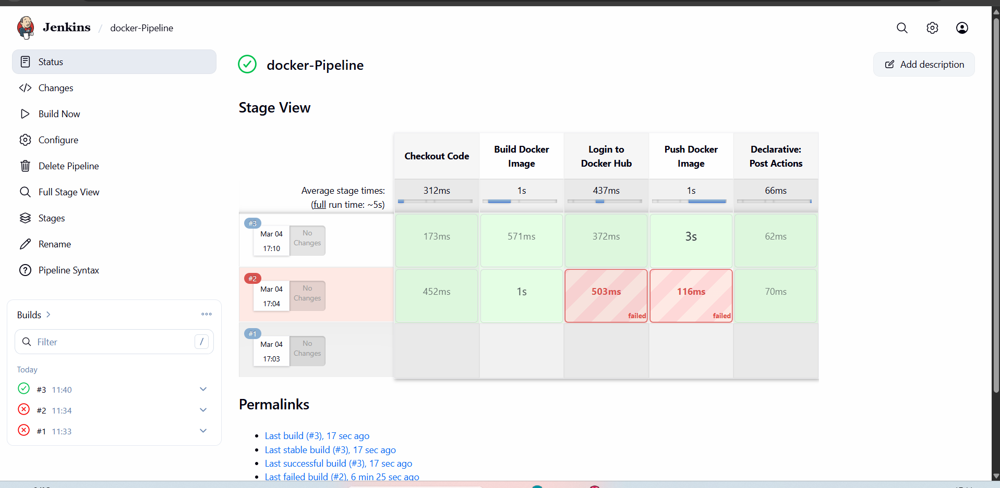 Jenkins / docker-Pipeline
Status
Changes
Build Now
Configure
Delete Pipeline
Full Stage View
Stages
Rename
Pipeline Syntax
Builds
Filter /
Today
#3 11:40
#2 11:34
#1 11:33
docker-Pipeline
Add description
Stage View
Checkout Code
Build Docker
Image
Login to
Docker Hub
Push Docker
Image
Declarative:
Post Actions
Average stage times:
(full run time: ~5s)
312ms
1s
437ms
1s
66ms
#3
Mar 04
17:10
No
Changes
173ms
571ms
372ms
3s
62ms
#2
Mar 04
17:04
No
Changes
452ms
1s
503ms
failed
116ms
failed
70ms
#1
Mar 04
17:03
No
Changes
Permalinks
Last build (#3), 17 sec ago
Last stable build (#3), 17 sec ago
Last successful build (#3), 17 sec ago
Last failed build (#2), 6 min 25 sec ago